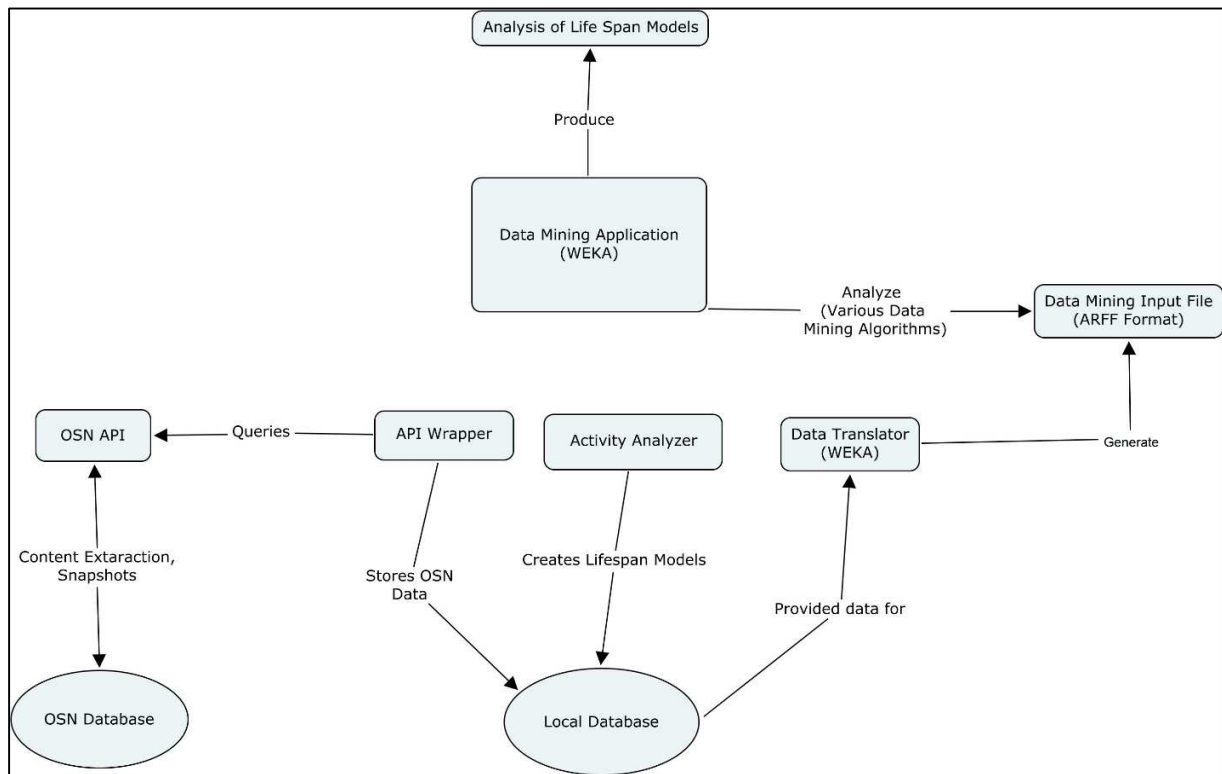 Analysis of Life Span Models
Produce
Data Mining Application
(WEKA)
Analyze
(Various Data
Mining Algorithms)
Data Mining Input File
(ARFF Format)
OSN API
Queries
API Wrapper
Activity Analyzer
Data Translator
(WEKA)
Generate
Content Extaraction,
Snapshots
Stores OSN
Data
Creates Lifespan Models
Provided data for
OSN Database
Local Database